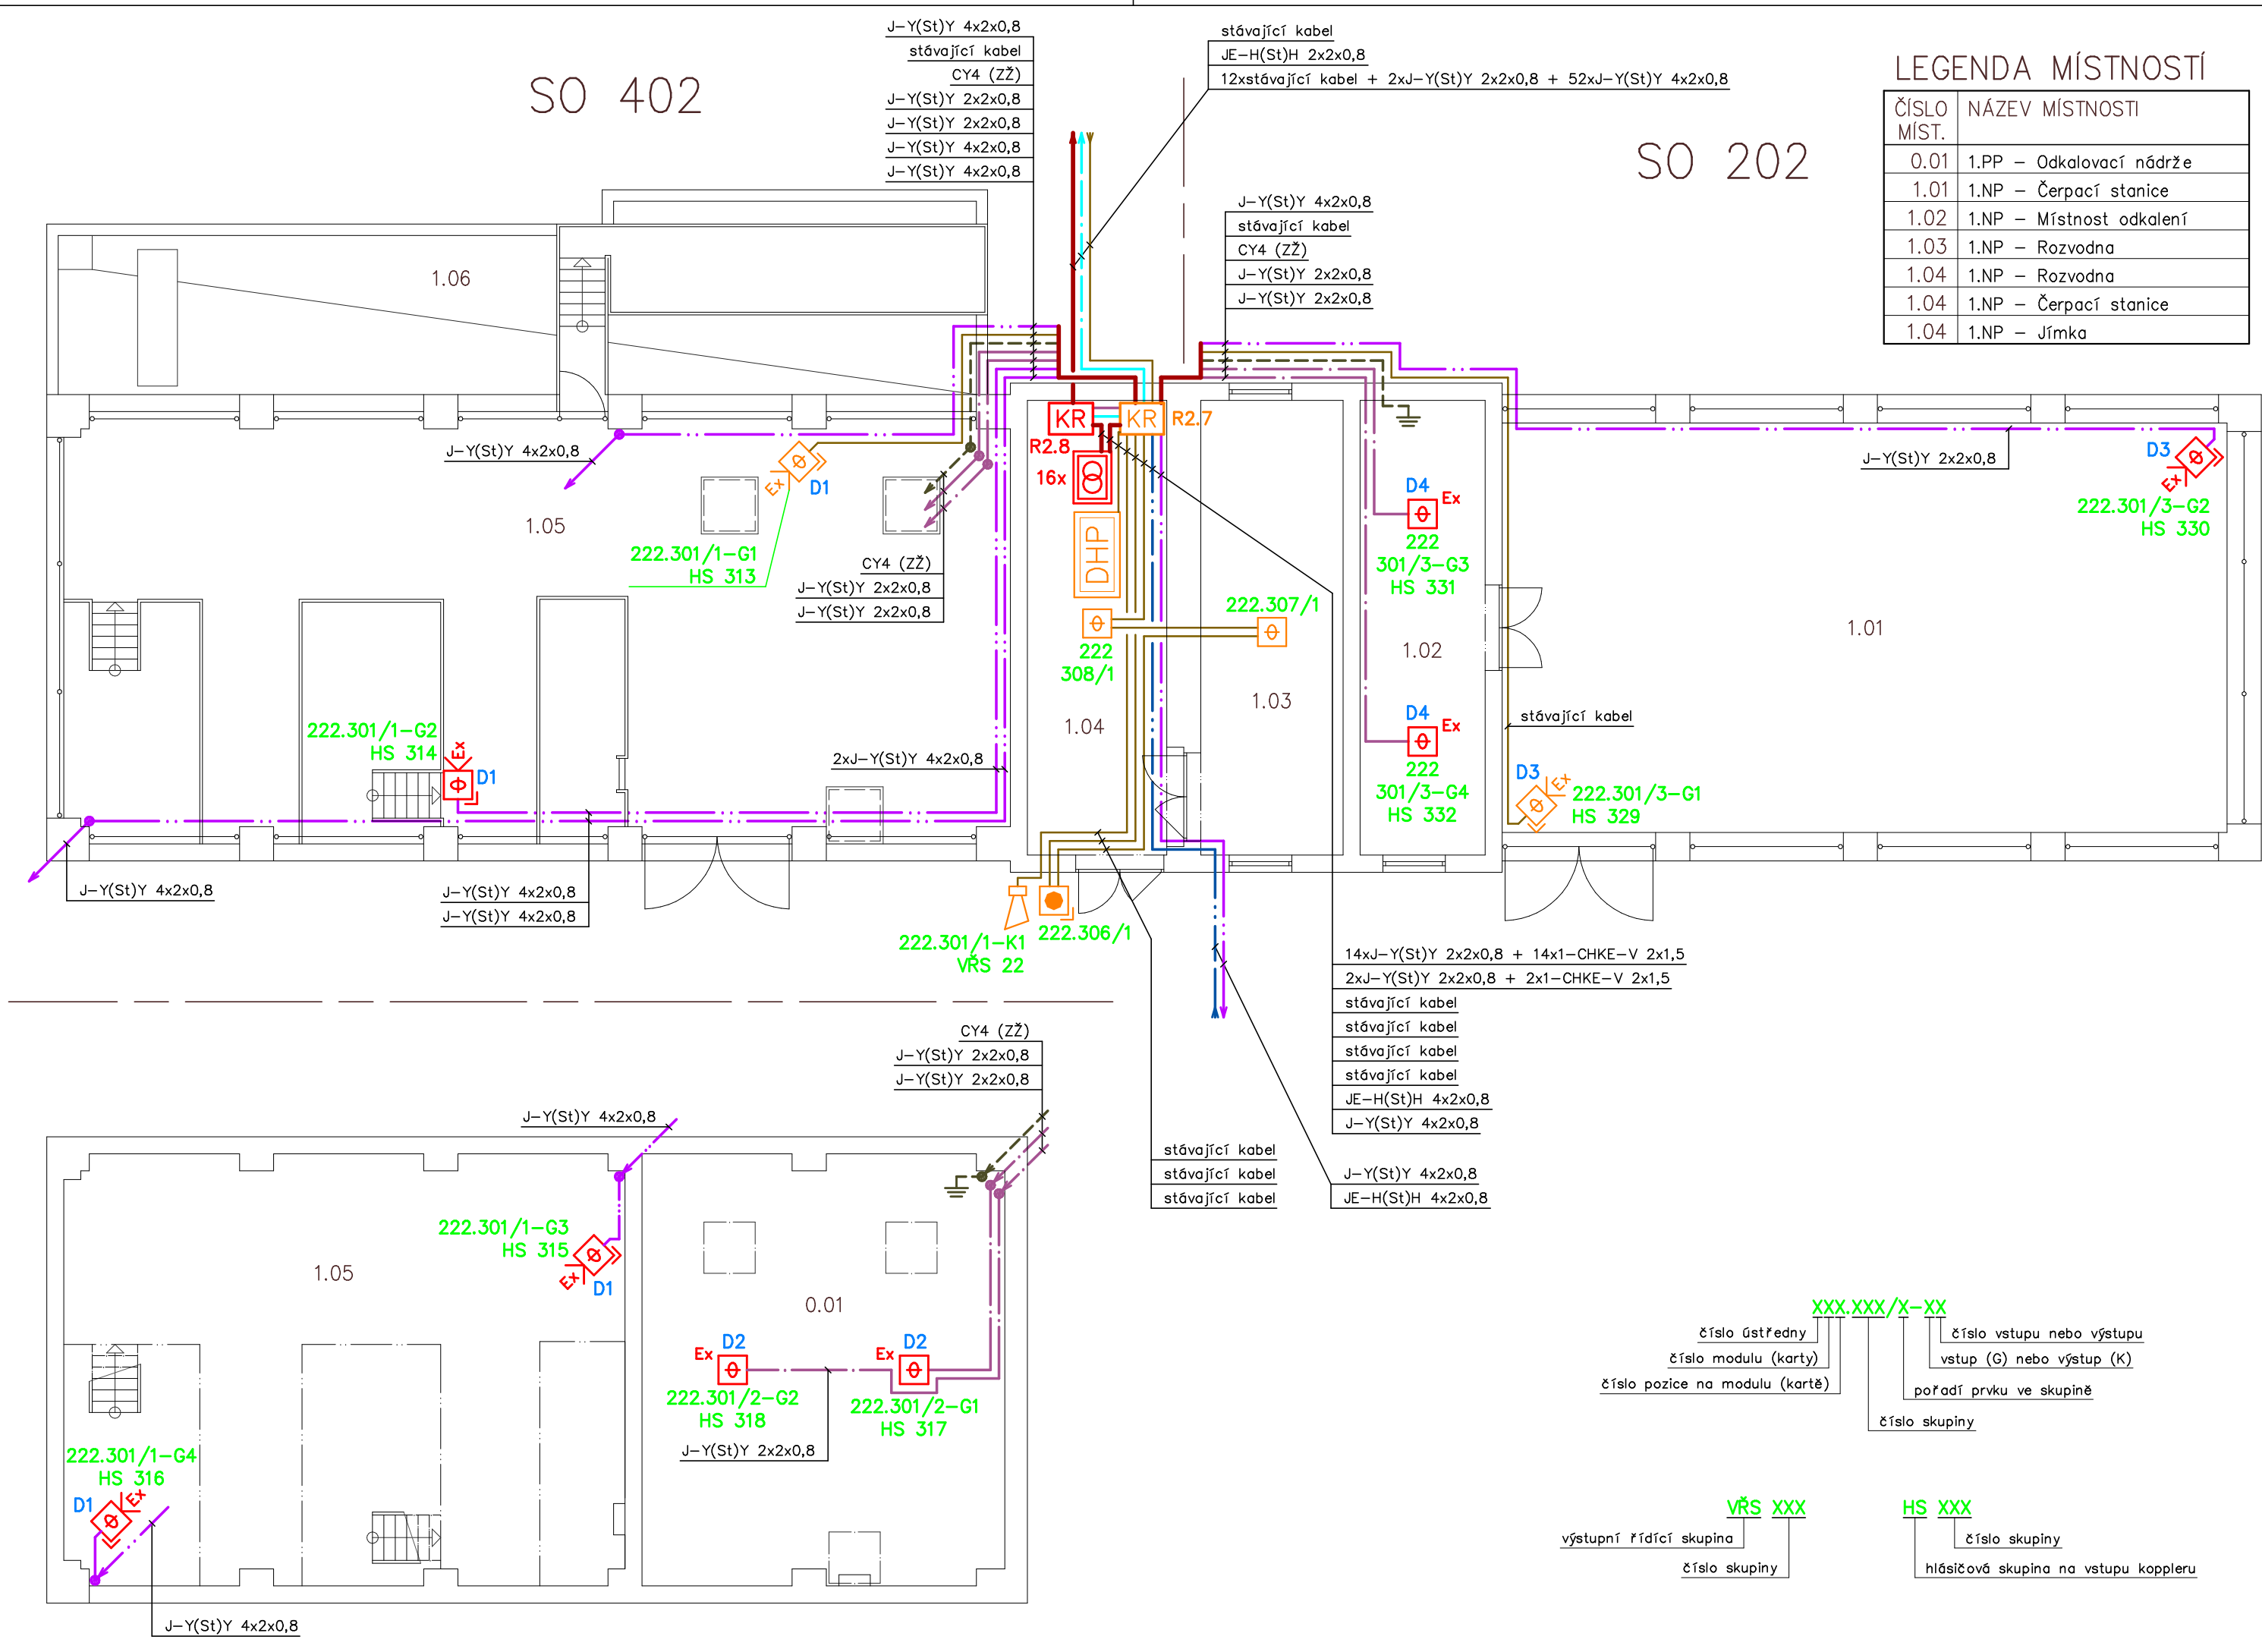 J-Y(St)Y 4x2x0,8
stávající kabel
CY4 (ZŽ)
J-Y(St)Y 2x2x0,8
J-Y(St)Y 2x2x0,8
J-Y(St)Y 4x2x0,8
J-Y(St)Y 4x2x0,8
stávající kabel
JE-H(St)H 2x2x0,8
12xstávající kabel + 2xJ-Y(St)Y 2x2x0,8 + 52xJ-Y(St)Y 4x2x0,8
SO 402
SO 202
LEGENDA MÍSTNOSTÍ
ČÍSLO MÍST. NÁZEV MÍSTNOSTI
0.01 1.PP - Odkalovací nádrže
1.01 1.NP - Čerpací stanice
1.02 1.NP - Místnost odkalení
1.03 1.NP - Rozvodna
1.04 1.NP - Rozvodna
1.04 1.NP - Čerpací stanice
1.04 1.NP - Jímka
J-Y(St)Y 4x2x0,8
stávající kabel
CY4 (ZŽ)
J-Y(St)Y 2x2x0,8
J-Y(St)Y 2x2x0,8
1.06
KR
KR
R2.7
R2.8
16x
DHP
J-Y(St)Y 4x2x0,8
Ex
D1
1.05
222.301/1-G1
HS 313
CY4 (ZŽ)
J-Y(St)Y 2x2x0,8
J-Y(St)Y 2x2x0,8
D4
Ex
222
301/3-G3
HS 331
J-Y(St)Y 2x2x0,8
D3
Ex
222.301/3-G2
HS 330
222.307/1
222
308/1
1.02
1.01
1.03
1.04
222.301/1-G2
HS 314
Ex
D1
2xJ-Y(St)Y 4x2x0,8
D4
Ex
222
301/3-G4
HS 332
stávající kabel
D3
Ex
222.301/3-G1
HS 329
J-Y(St)Y 4x2x0,8
J-Y(St)Y 4x2x0,8
J-Y(St)Y 4x2x0,8
222.301/1-K1
VŘS 22
222.306/1
14xJ-Y(St)Y 2x2x0,8 + 14x1-CHKE-V 2x1,5
2xJ-Y(St)Y 2x2x0,8 + 2x1-CHKE-V 2x1,5
stávající kabel
stávající kabel
stávající kabel
stávající kabel
JE-H(St)H 4x2x0,8
J-Y(St)Y 4x2x0,8
CY4 (ZŽ)
J-Y(St)Y 2x2x0,8
J-Y(St)Y 2x2x0,8
J-Y(St)Y 4x2x0,8
stávající kabel
stávající kabel
stávající kabel
J-Y(St)Y 4x2x0,8
JE-H(St)H 4x2x0,8
222.301/1-G3
HS 315
Ex
D1
1.05
0.01
Ex
D2
222.301/2-G2
HS 318
Ex
D2
222.301/2-G1
HS 317
J-Y(St)Y 2x2x0,8
222.301/1-G4
HS 316
D1
Ex
J-Y(St)Y 4x2x0,8
XXX.XXX/X-XX
číslo ústředny
číslo vstupu nebo výstupu
číslo modulu (karty)
vstup (G) nebo výstup (K)
číslo pozice na modulu (kartě)
pořadí prvku ve skupině
číslo skupiny
VŘS XXX
výstupní řídící skupina
číslo skupiny
HS XXX
číslo skupiny
hlásičová skupina na vstupu koppleru